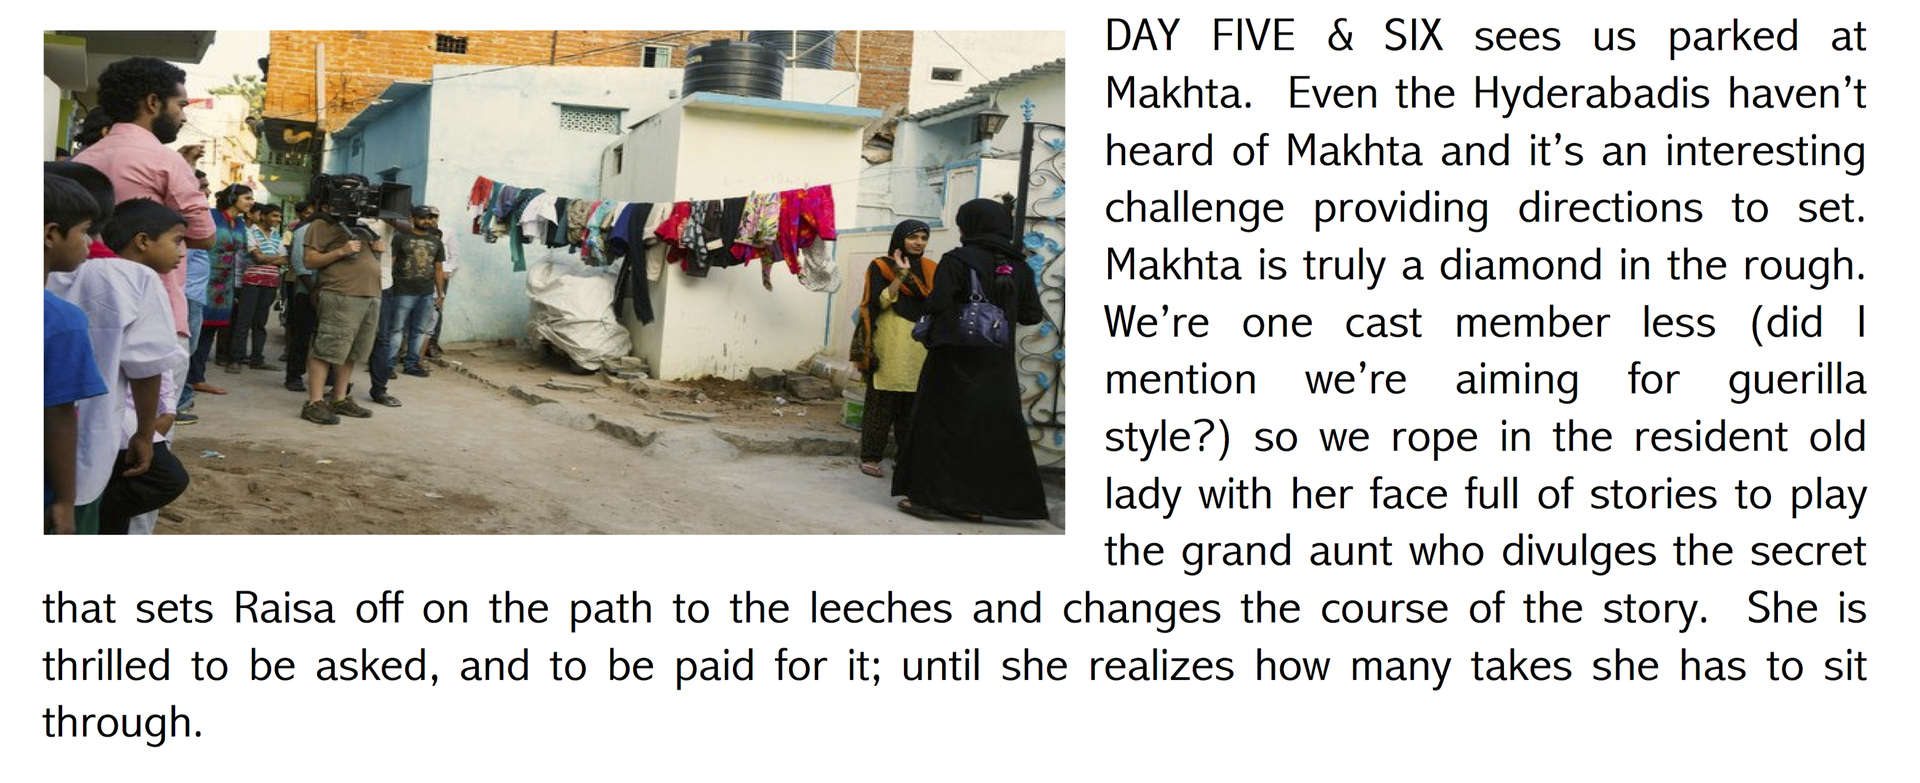 DAY FIVE & SIX sees us parked at
Makhta.  Even the Hyderabadis haven’t
heard of Makhta and it’s an interesting
challenge providing directions to set.
Makhta is truly a diamond in the rough.
We’re one cast member less (did I
mention we’re aiming for guerilla
style?) so we rope in the resident old
lady with her face full of stories to play
the grand aunt who divulges the secret
that sets Raisa off on the path to the leeches and changes the course of the story.  She is
thrilled to be asked, and to be paid for it; until she realizes how many takes she has to sit
through.